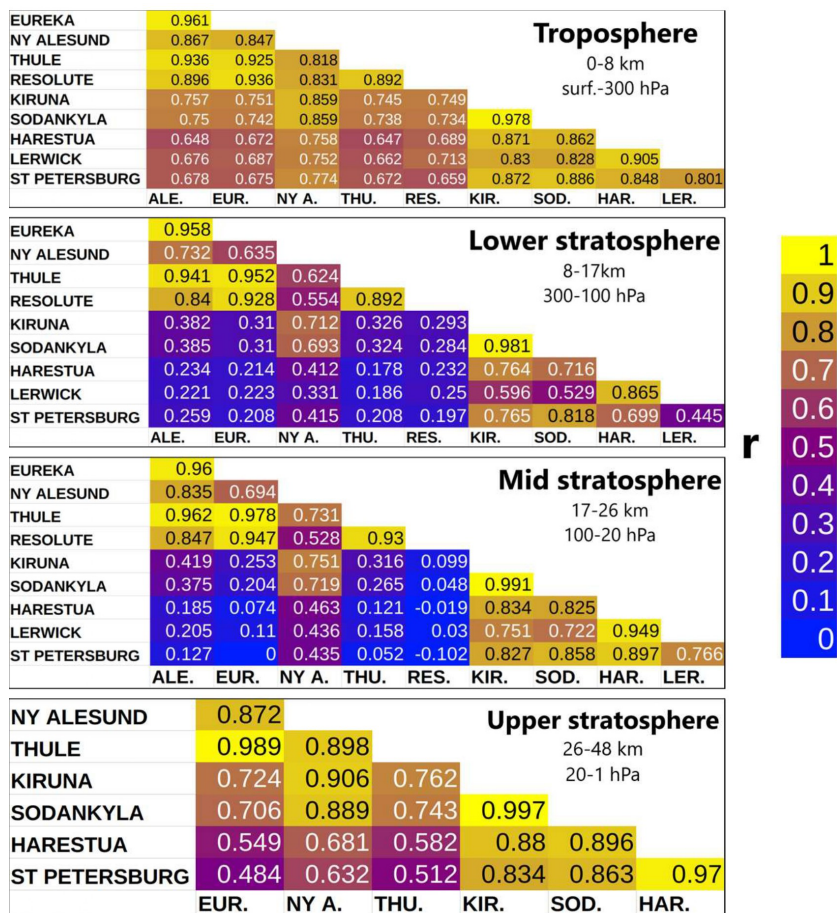 EUREKA 0.961
NY ALESUND 0.867 0.847
THULE 0.936 0.925 0.818
RESOLUTE 0.896 0.936 0.831 0.892
KIRUNA 0.757 0.751 0.859 0.745 0.749
SODANKYLA 0.75 0.742 0.859 0.738 0.734 0.978
HARESTUA 0.648 0.672 0.758 0.647 0.689 0.871 0.862
LERWICK 0.676 0.687 0.752 0.662 0.713 0.83 0.828 0.905
ST PETERSBURG 0.678 0.675 0.774 0.672 0.659 0.872 0.886 0.848 0.801
ALE. EUR. NY A. THU. RES. KIR. SOD. HAR. LER.
Troposphere
0-8 km
surf.-300 hPa
EUREKA 0.958
NY ALESUND 0.732 0.635
THULE 0.941 0.952 0.624
RESOLUTE 0.84 0.928 0.554 0.892
KIRUNA 0.382 0.31 0.712 0.326 0.293
SODANKYLA 0.385 0.31 0.693 0.324 0.284 0.981
HARESTUA 0.234 0.214 0.412 0.178 0.232 0.764 0.716
LERWICK 0.221 0.223 0.331 0.186 0.25 0.596 0.529 0.865
ST PETERSBURG 0.259 0.208 0.415 0.208 0.197 0.765 0.818 0.699 0.445
ALE. EUR. NY A. THU. RES. KIR. SOD. HAR. LER.
Lower stratosphere
8-17km
300-100 hPa
EUREKA 0.96
NY ALESUND 0.835 0.694
THULE 0.962 0.978 0.731
RESOLUTE 0.847 0.947 0.528 0.93
KIRUNA 0.419 0.253 0.751 0.316 0.099
SODANKYLA 0.375 0.204 0.719 0.265 0.048 0.991
HARESTUA 0.185 0.074 0.463 0.121 -0.019 0.834 0.825
LERWICK 0.205 0.11 0.436 0.158 0.03 0.751 0.722 0.949
ST PETERSBURG 0.127 0 0.435 0.052 -0.102 0.827 0.858 0.897 0.766
ALE. EUR. NY A. THU. RES. KIR. SOD. HAR. LER.
Mid stratosphere
17-26 km
100-20 hPa
NY ALESUND 0.872
THULE 0.989 0.898
KIRUNA 0.724 0.906 0.762
SODANKYLA 0.706 0.889 0.743 0.997
HARESTUA 0.549 0.681 0.582 0.88 0.896
ST PETERSBURG 0.484 0.632 0.512 0.834 0.863 0.97
EUR. NY A. THU. KIR. SOD. HAR.
Upper stratosphere
26-48 km
20-1 hPa
r
1
0.9
0.8
0.7
0.6
0.5
0.4
0.3
0.2
0.1
0